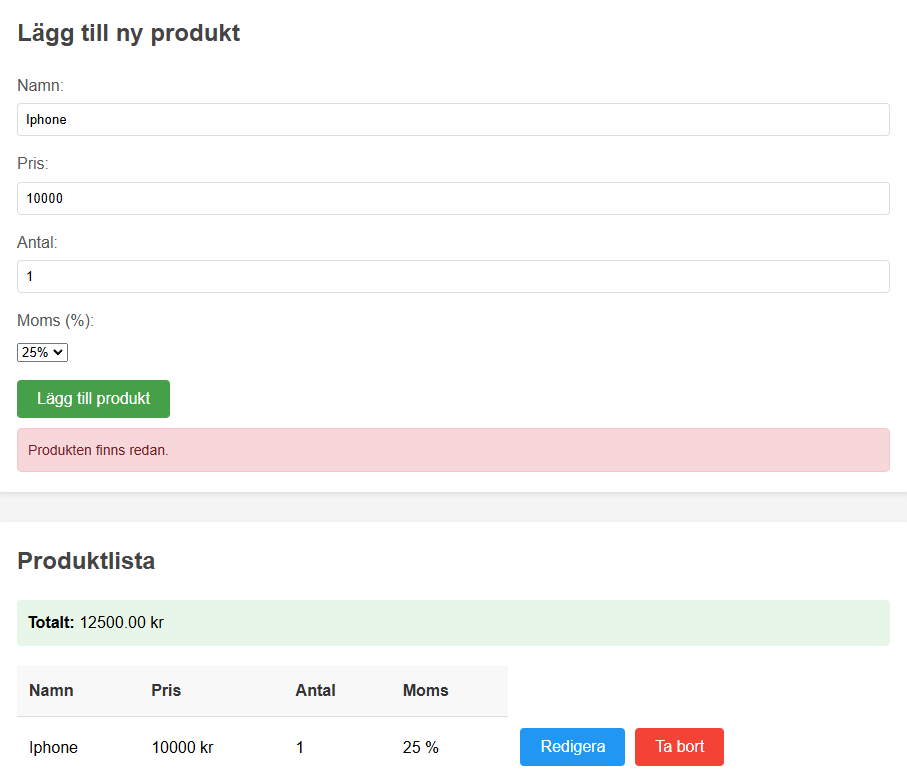 Lägg till ny produkt
Namn:
Iphone
Pris:
10000
Antal:
1
Moms (%):
25%
Lägg till produkt
Produkten finns redan.
Produktlista
Totalt: 12500.00 kr
Namn Pris Antal Moms
Iphone 10000 kr 1 25 % Redigera Ta bort